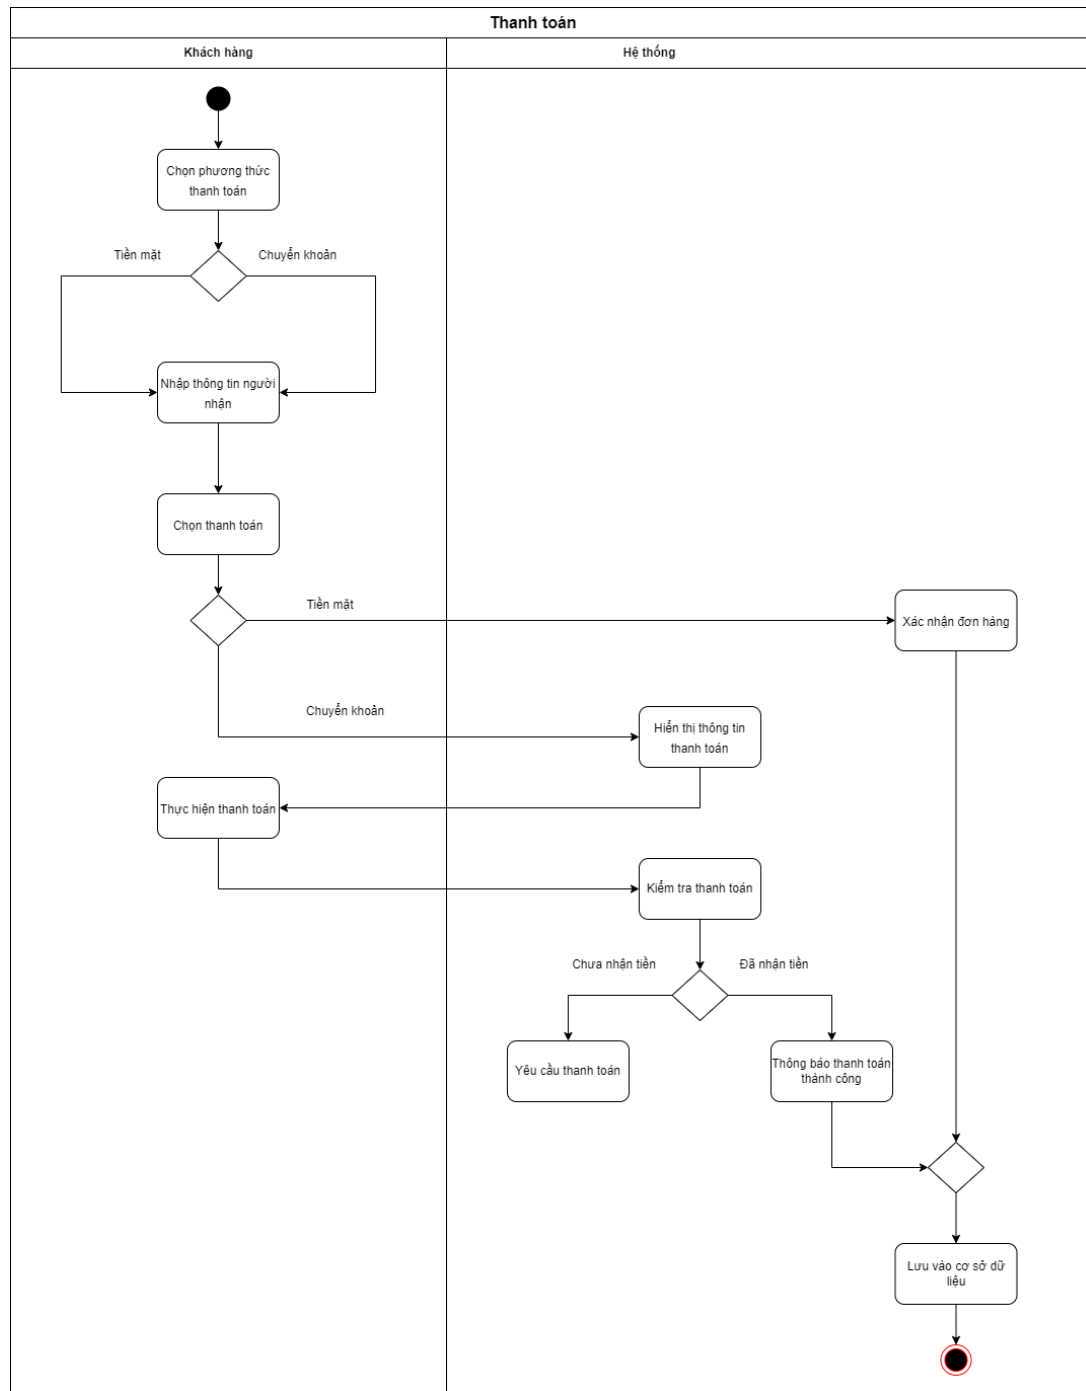 Thanh toán
Khách hàng
Hệ thống
Chọn phương thức
thanh toán
Tiền mặt
Chuyển khoản
Nhập thông tin người
nhận
Chọn thanh toán
Tiền mặt
Xác nhận đơn hàng
Chuyển khoản
Hiển thị thông tin
thanh toán
Thực hiện thanh toán
Kiểm tra thanh toán
Chưa nhận tiền
Đã nhận tiền
Yêu cầu thanh toán
Thông báo thanh toán
thành công
Lưu vào cơ sở dữ
liệu